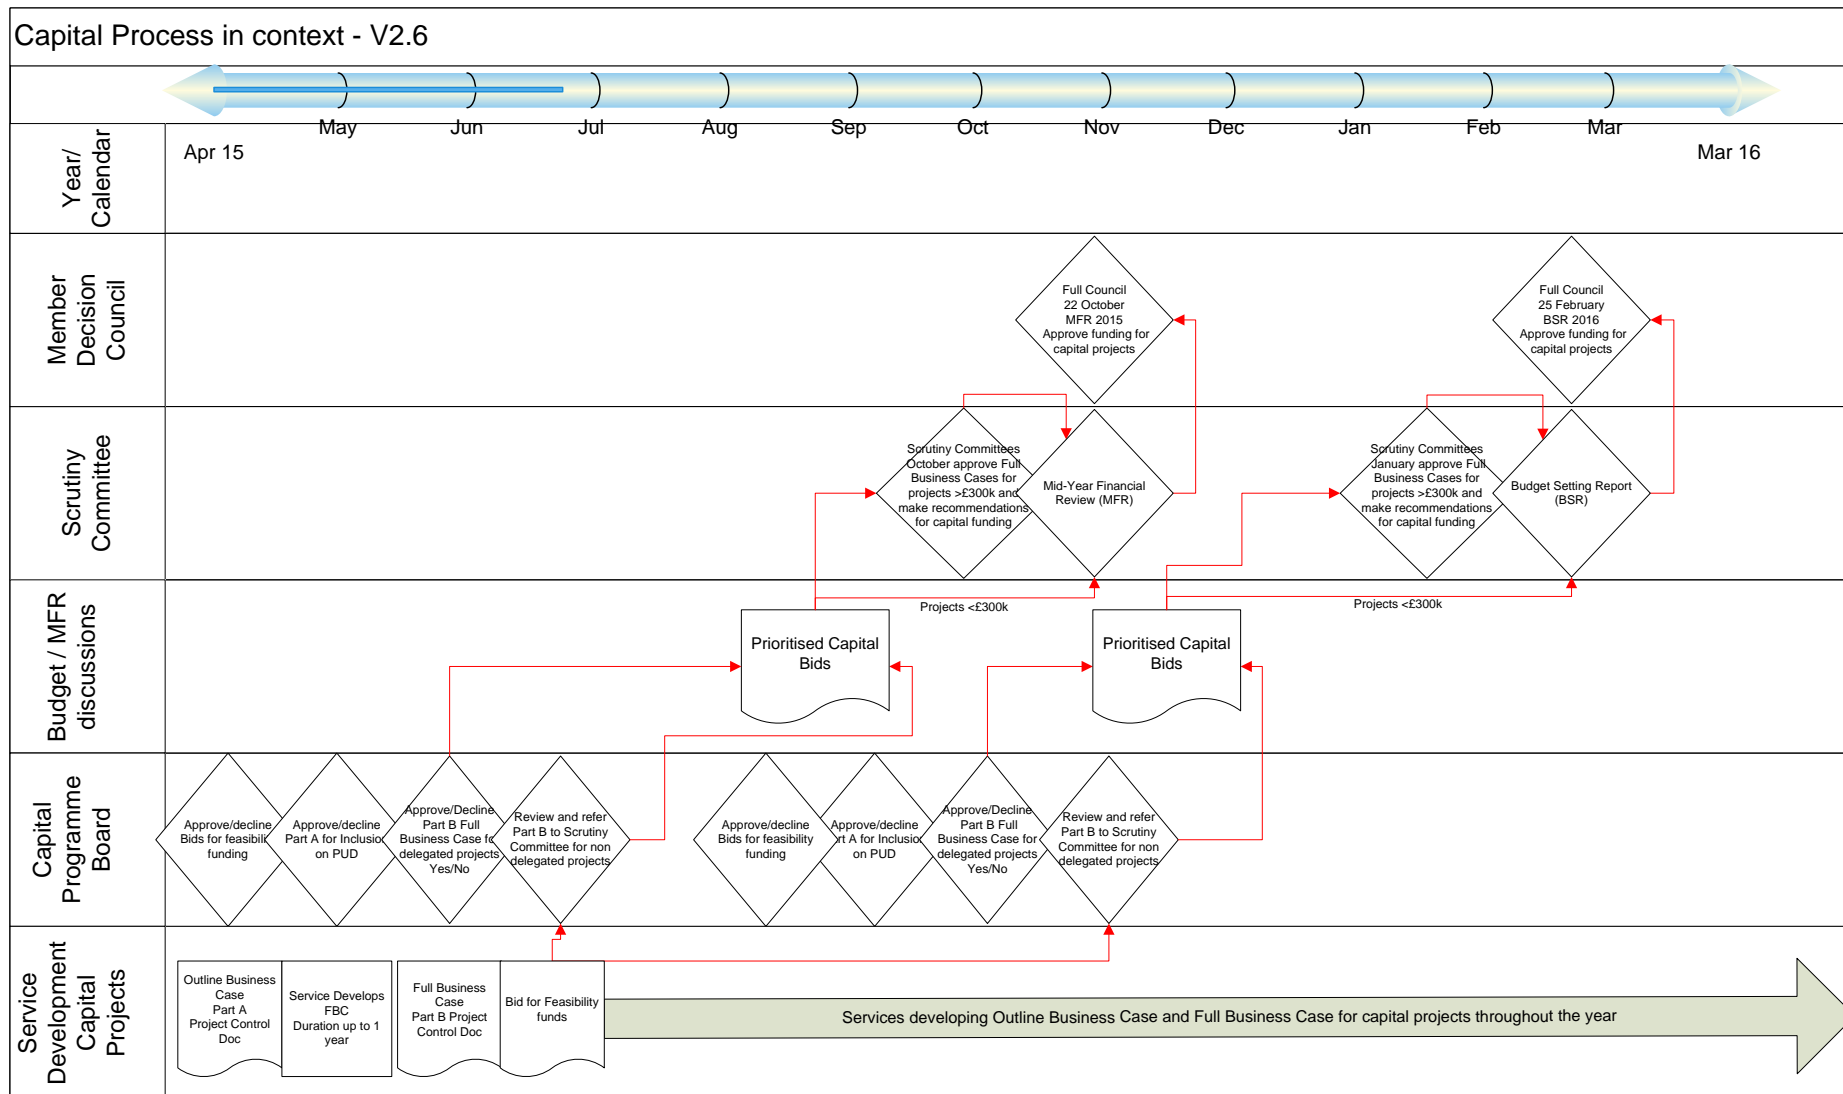 Capital Process in context - V2.6
May
Jun
Jul
Aug
Sep
Oct
Nov
Dec
Jan
Feb
Mar
Apr 15
Mar 16
Year/
Calendar
Member
Decision
Council
Full Council
22 October
MFR 2015
Approve funding for
capital projects
Full Council
25 February
BSR 2016
Approve funding for
capital projects
Scrutiny
Committee
Scrutiny Committees
October approve Full
Business Cases for
projects >£300k and
make recommendations
for capital funding
Mid-Year Financial
Review (MFR)
Scrutiny Committees
January approve Full
Business Cases for
projects >£300k and
make recommendations
for capital funding
Budget Setting Report
(BSR)
Budget / MFR
discussions
Projects <£300k
Projects <£300k
Prioritised Capital
Bids
Prioritised Capital
Bids
Capital
Programme
Board
Approve/decline
Bids for feasibili
funding
Approve/decline
Part A for Inclusio
on PUD
Approve/Decline
Part B Full
Business Case fo
delegated projects
Yes/No
Review and refer
Part B to Scrutiny
Committee for non
delegated projects
Approve/decline
Bids for feasibility
funding
Approve/decline
rt A for Inclusion
on PUD
Approve/Decline
Part B Full
Business Case for
delegated projects
Yes/No
Review and refer
Part B to Scrutiny
Committee for non
delegated projects
Service
Development
Capital
Projects
Outline Business
Case
Part A
Project Control
Doc
Service Develops
FBC
Duration up to 1
year
Full Business
Case
Part B Project
Control Doc
Bid for Feasibility
funds
Services developing Outline Business Case and Full Business Case for capital projects throughout the year